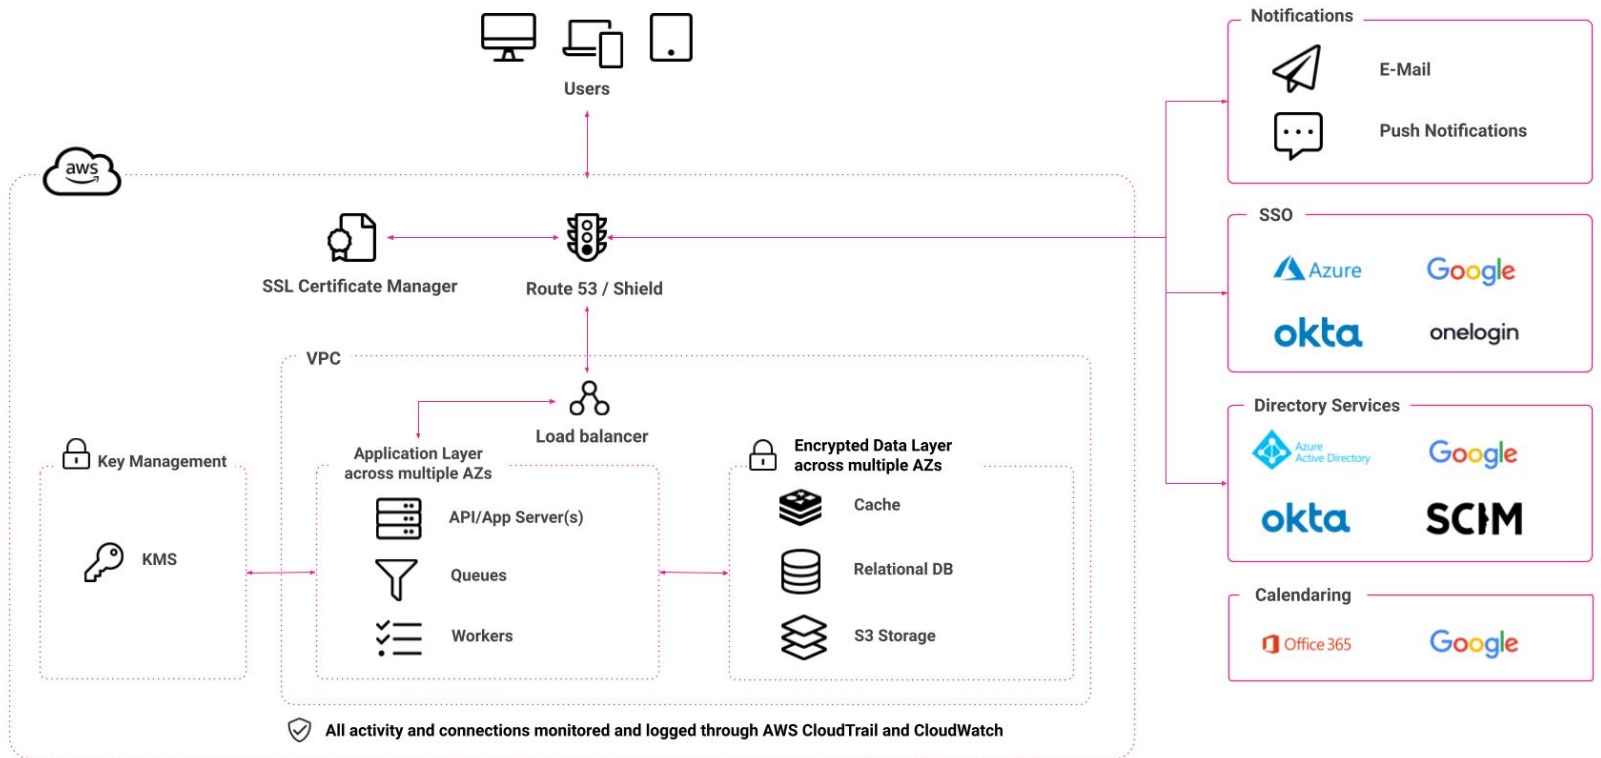 Notifications
E-Mail
Users
Push Notifications
aws
SSO
Azure
Google
SSL Certificate Manager
Route 53 / Shield
okta
onelogin
VPC
Directory Services
Load balancer
Key Management
Application Layer
across multiple AZs
Encrypted Data Layer
across multiple AZs
Azure
Active Directory
Google
API/App Server(s)
Cache
okta
SCIM
KMS
Queues
Relational DB
Calendaring
Workers
S3 Storage
Office 365
Google
All activity and connections monitored and logged through AWS CloudTrail and CloudWatch